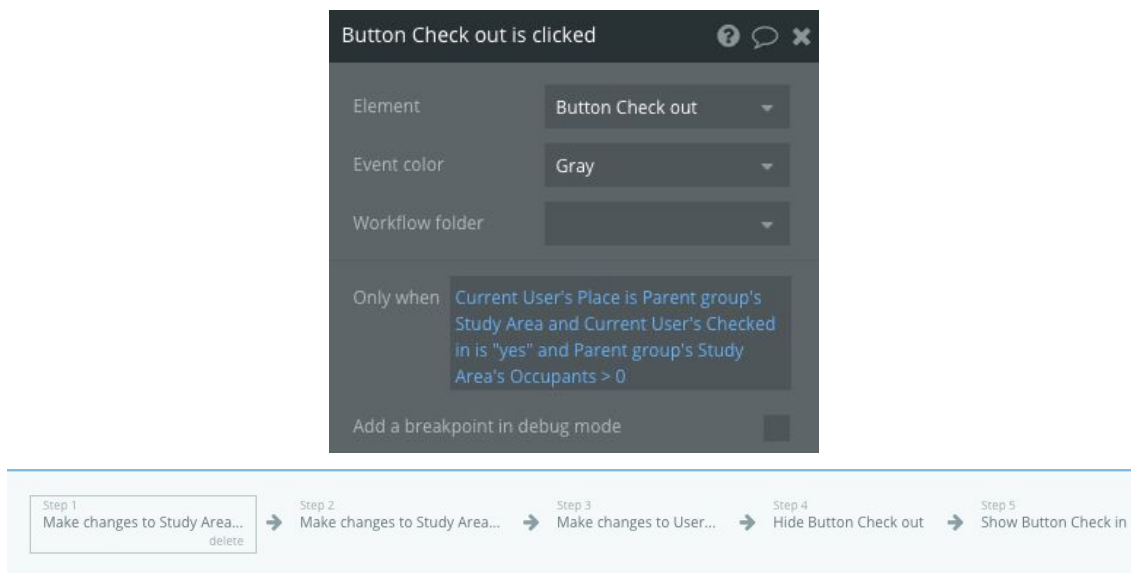 Button Check out is clicked
Element
Button Check out
Event color
Gray
Workflow folder
Only when
Current User's Place is Parent group's
Study Area and Current User's Checked
in is "yes" and Parent group's Study
Area's Occupants > 0
Add a breakpoint in debug mode
Step 1
Make changes to Study Area...
delete
Step 2
Make changes to Study Area...
Step 3
Make changes to User...
Step 4
Hide Button Check out
Step 5
Show Button Check in